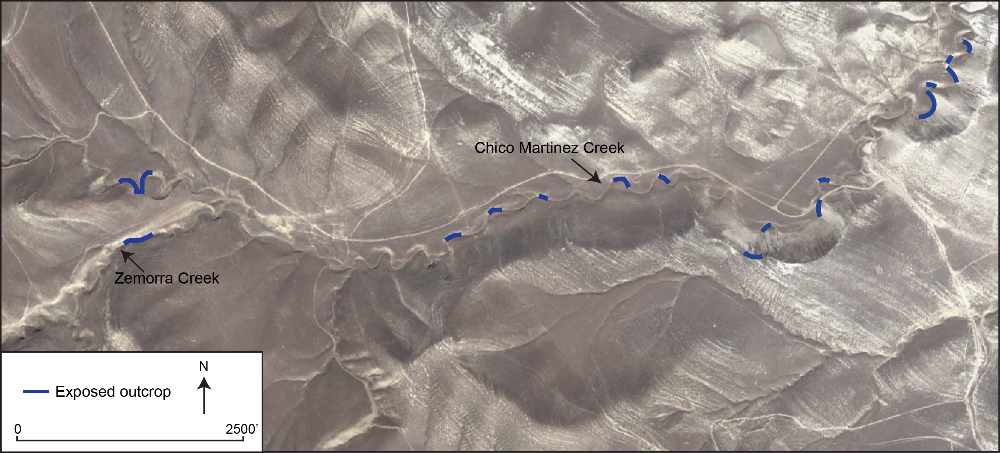 Chico Martinez Creek
Zemorra Creek
N
Exposed outcrop
0 2500’